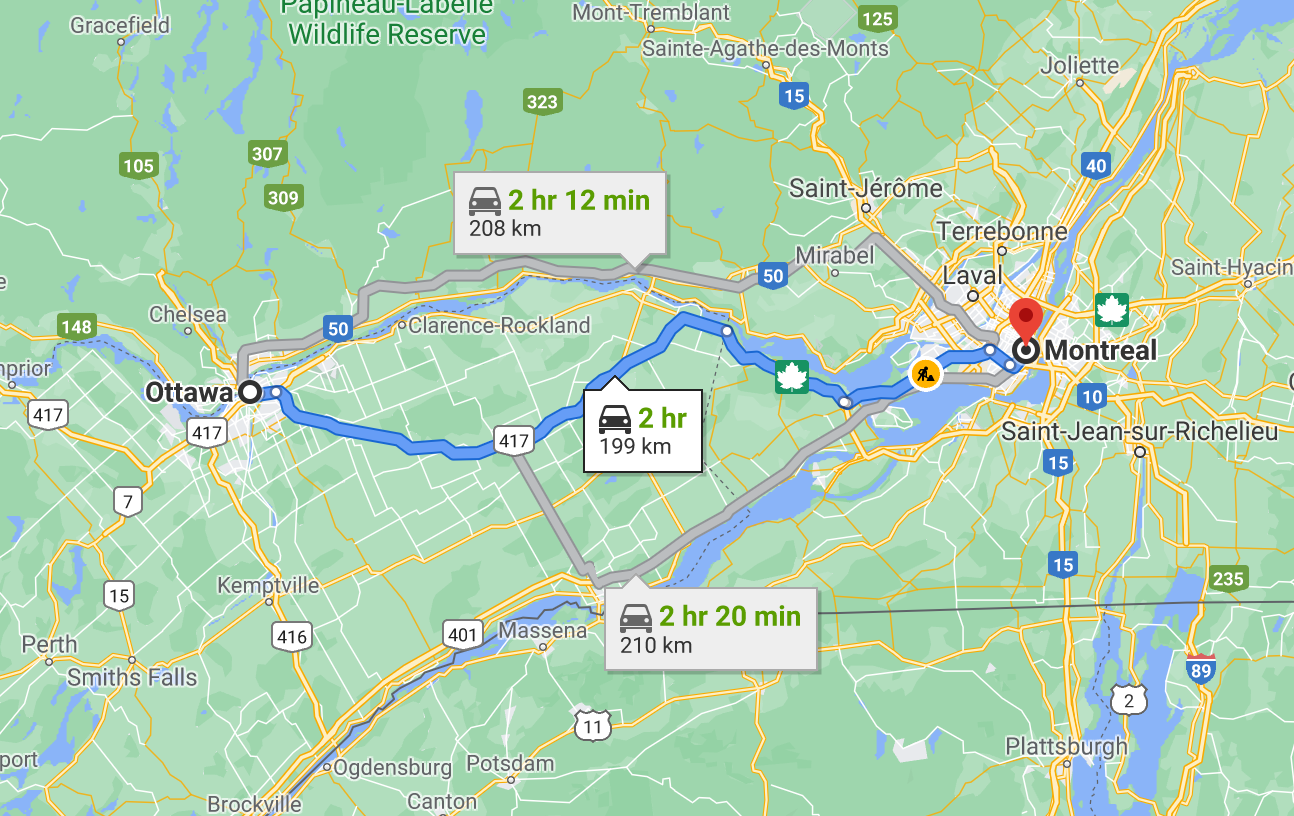 Papineau-Labelle
Wildlife Reserve
Gracefield
Mont-Tremblant
125
Sainte-Agathe-des-Monts
Joliette
15
323
105
307
309
40
Saint-Jérôme
2 hr 12 min
208 km
Terrebonne
Mirabel
Laval
50
Saint-Hyacin
Chelsea
148
50
Clarence-Rockland
Montreal
nprior
Ottawa
417
417
417
2 hr
199 km
10
Saint-Jean-sur-Richelieu
15
7
15
Kemptville
416
15
235
2 hr 20 min
210 km
401
Massena
Perth
Smiths Falls
89
2
11
Plattsburgh
port
Ogdensburg
Potsdam
Brockville
Canton